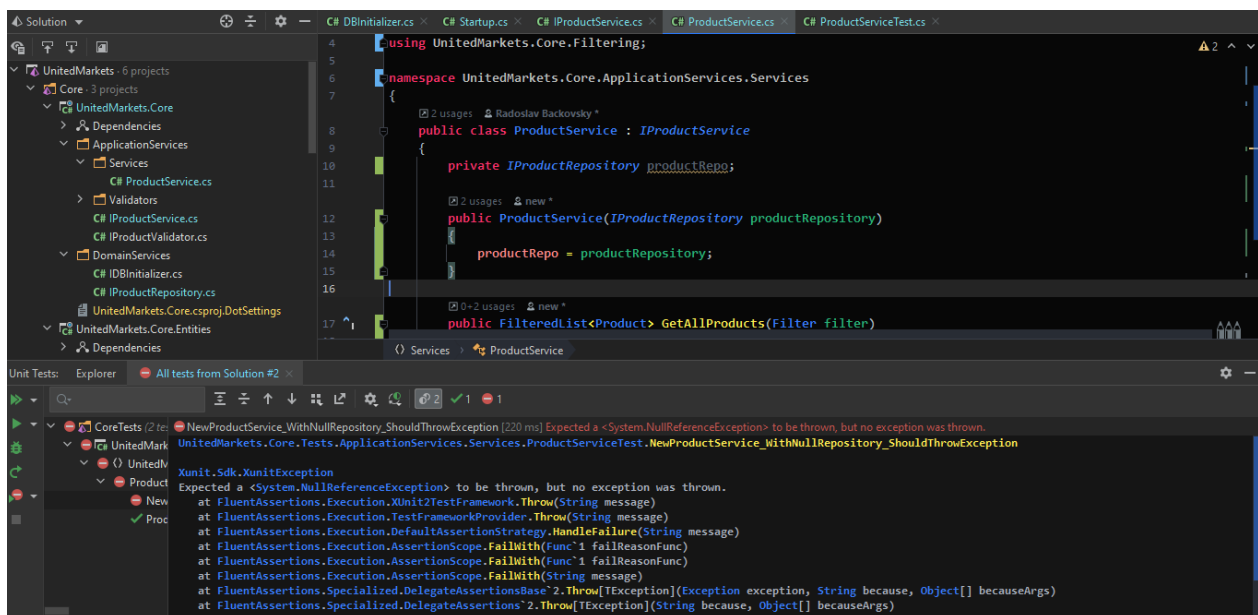 Solution
C# DBInitializer.cs
C# Startup.cs
C# IProductService.cs
C# ProductService.cs
C# ProductServiceTest.cs
UnitedMarkets · 6 projects
Core · 3 projects
UnitedMarkets.Core
Dependencies
ApplicationServices
Services
C# ProductService.cs
Validators
C# IProductService.cs
C# IProductValidator.cs
DomainServices
C# IDBInitializer.cs
C# IProductRepository.cs
UnitedMarkets.Core.csproj.DotSettings
UnitedMarkets.Core.Entities
Dependencies
2
4 using UnitedMarkets.Core.Filtering;
5
6 namespace UnitedMarkets.Core.ApplicationServices.Services
7 {
2 usages Radoslav Backovsky *
8 public class ProductService : IProductService
9 {
10 private IProductRepository productRepo;
11
2 usages new *
12 public ProductService(IProductRepository productRepository)
13 {
14 productRepo = productRepository;
15 }
16
0+2 usages new *
17 public FilteredList<Product> GetAllProducts(Filter filter)
Services ProductService
Unit Tests: Explorer All tests from Solution #2
2 1 1
CoreTests (2 te
UnitedMark
UnitedM
Product
New
Proc
NewProductService_WithNullRepository_ShouldThrowException [220 ms] Expected a <System.NullReferenceException> to be thrown, but no exception was thrown.
UnitedMarkets.Core.Tests.ApplicationServices.Services.ProductServiceTest.NewProductService_WithNullRepository_ShouldThrowException
Xunit.Sdk.XunitException
Expected a <System.NullReferenceException> to be thrown, but no exception was thrown.
at FluentAssertions.Execution.XUnit2TestFramework.Throw(String message)
at FluentAssertions.Execution.TestFrameworkProvider.Throw(String message)
at FluentAssertions.Execution.DefaultAssertionStrategy.HandleFailure(String message)
at FluentAssertions.Execution.AssertionScope.FailWith(Func`1 failReasonFunc)
at FluentAssertions.Execution.AssertionScope.FailWith(Func`1 failReasonFunc)
at FluentAssertions.Execution.AssertionScope.FailWith(String message)
at FluentAssertions.Specialized.DelegateAssertionsBase`2.Throw[TException](Exception exception, String because, Object[] becauseArgs)
at FluentAssertions.Specialized.DelegateAssertions`2.Throw[TException](String because, Object[] becauseArgs)